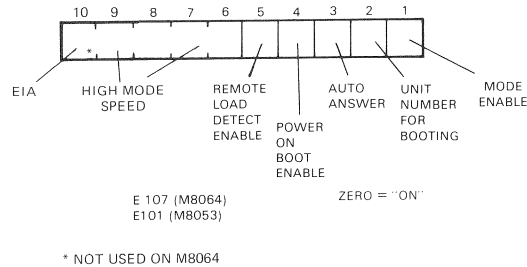 10 9 8 7 6 5 4 3 2 1
*
EIA
HIGH MODE
SPEED
REMOTE
LOAD
DETECT
ENABLE
POWER
ON
BOOT
ENABLE
AUTO
ANSWER
UNIT
NUMBER
FOR
BOOTING
MODE
ENABLE
E 107 (M8064)
E101 (M8053)
ZERO = "ON"
* NOT USED ON M8064